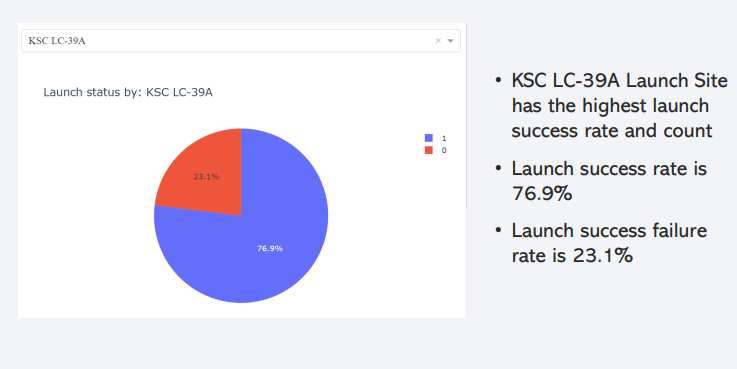 KSC LC-39A
Launch status by: KSC LC-39A
1
0
23.1%
76.9%
• KSC LC-39A Launch Site
has the highest launch
success rate and count
• Launch success rate is
76.9%
• Launch success failure
rate is 23.1%